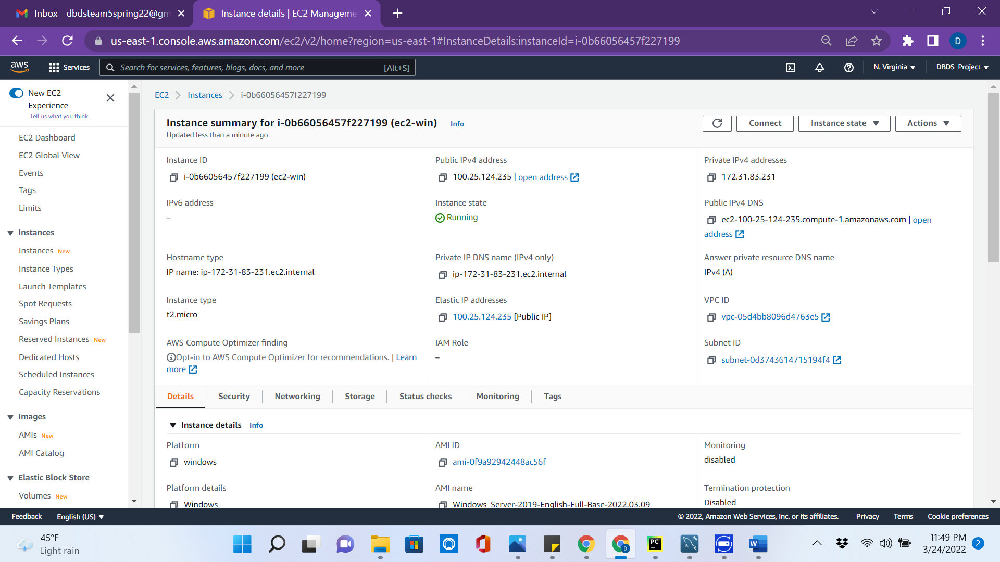 Inbox - dbdsteam5spring22@gm
Instance details | EC2 Manageme
us-east-1.console.aws.amazon.com/ec2/v2/home?region=us-east-1#InstanceDetails:instanceId=i-0b66056457f227199
D
aws
Services
Search for services, features, blogs, docs, and more
[Alt+S]
N. Virginia
DBDS_Project
New EC2
Experience
Tell us what you think
EC2 Dashboard
EC2 Global View
Events
Tags
Limits
Instances
Instances New
Instance Types
Launch Templates
Spot Requests
Savings Plans
Reserved Instances New
Dedicated Hosts
Scheduled Instances
Capacity Reservations
Images
AMIs New
AMI Catalog
Elastic Block Store
Volumes New
EC2 > Instances > i-0b66056457f227199
Instance summary for i-0b66056457f227199 (ec2-win) Info
Updated less than a minute ago
Connect
Instance state
Actions
Instance ID
i-0b66056457f227199 (ec2-win)
Public IPv4 address
100.25.124.235 | open address
Private IPv4 addresses
172.31.83.231
IPv6 address
–
Instance state
Running
Public IPv4 DNS
ec2-100-25-124-235.compute-1.amazonaws.com | open
address
Hostname type
IP name: ip-172-31-83-231.ec2.internal
Private IP DNS name (IPv4 only)
ip-172-31-83-231.ec2.internal
Answer private resource DNS name
IPv4 (A)
Instance type
t2.micro
Elastic IP addresses
100.25.124.235 [Public IP]
VPC ID
vpc-05d4bb8096d4763e5
AWS Compute Optimizer finding
Opt-in to AWS Compute Optimizer for recommendations. | Learn
more
IAM Role
–
Subnet ID
subnet-0d3743614715194f4
Details
Security
Networking
Storage
Status checks
Monitoring
Tags
Instance details Info
Platform
windows
AMI ID
ami-0f9a92942448ac56f
Monitoring
disabled
Platform details
Windows
AMI name
Windows_Server-2019-English-Full-Base-2022.03.09
Termination protection
Disabled
Feedback
English (US)
© 2022, Amazon Web Services, Inc. or its affiliates.
Privacy
Terms
Cookie preferences
45°F
Light rain
D
PC
W
11:49 PM
3/24/2022
2